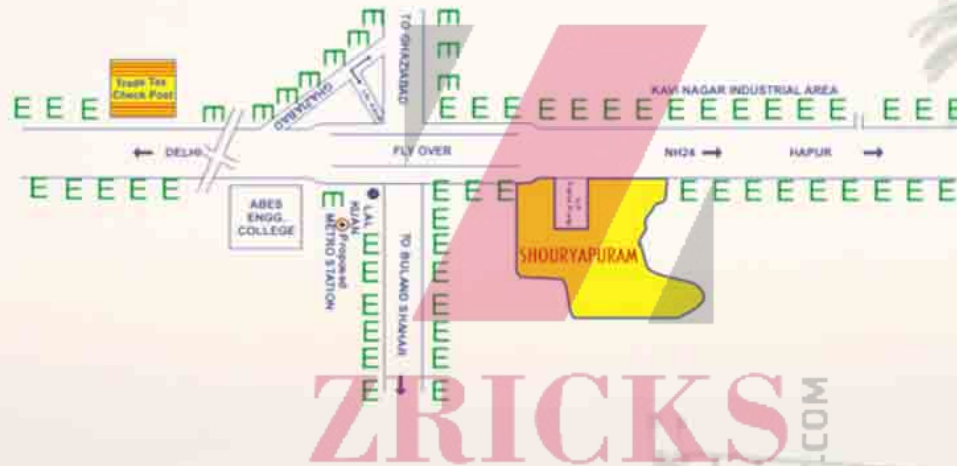 TO GHAZIABAD
Trade Tax
Check Post
GHAZIABAD
KAVI NAGAR INDUSTRIAL AREA
E E E
E E E E E E E E E E E E E
E E E
← DELHI
FLY OVER
NH24 →
HAPUR →
E E E E E
ABES
ENGG.
COLLEGE
LAL
KUAN
Proposed
METRO STATION
TO BULAND SHAHAR
E E E
E E E E E E E E E E
SHOURYAPURAM
ZRICKS
.COM